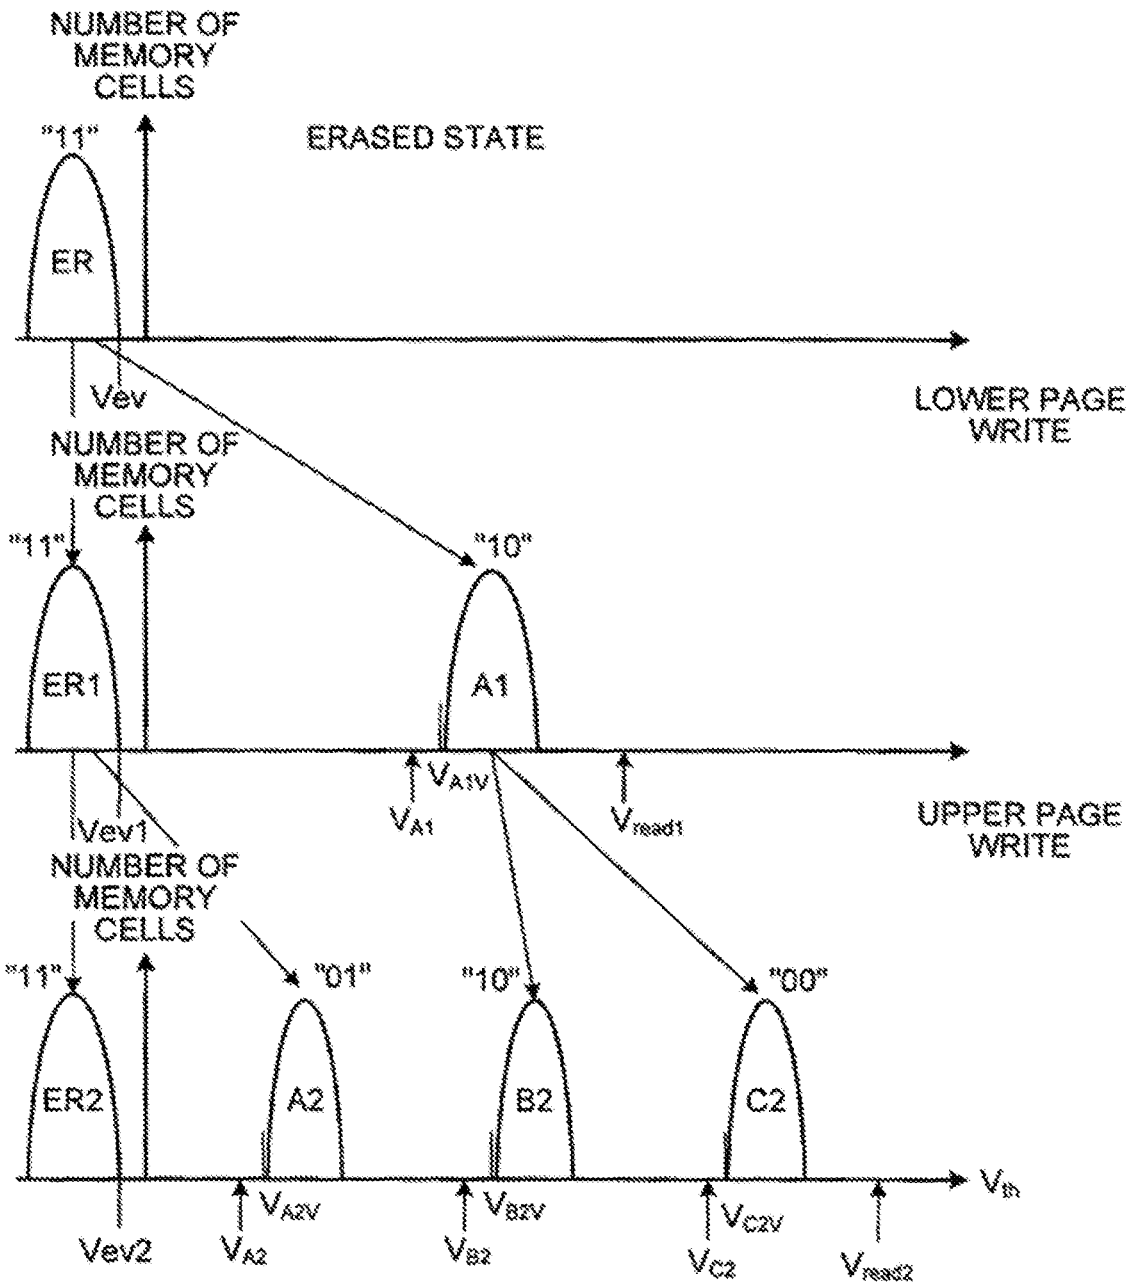 NUMBER OF
MEMORY
CELLS
"11"
ERASED STATE
ER
Vev
LOWER PAGE
WRITE
NUMBER OF
MEMORY
CELLS
"11"
"10"
ER1
A1
Vev1
VA1
VA1V
Vread1
UPPER PAGE
WRITE
NUMBER OF
MEMORY
CELLS
"11"
"01"
"10"
"00"
ER2
A2
B2
C2
Vth
Vev2
VA2
VA2V
VB2
VB2V
VC2
VC2V
Vread2